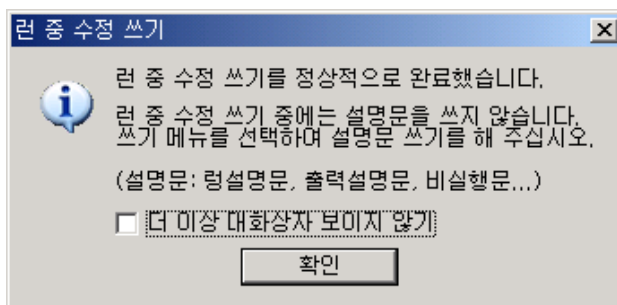 런 중 수정 쓰기
런 중 수정 쓰기를 정상적으로 완료했습니다.
런 중 수정 쓰기 중에는 설명문을 쓰지 않습니다.
쓰기 메뉴를 선택하여 설명문 쓰기를 해 주십시오.
(설명문: 렁설명문, 출력설명문, 비실행문...)
더 이상 대화상자 보이지 않기
확인